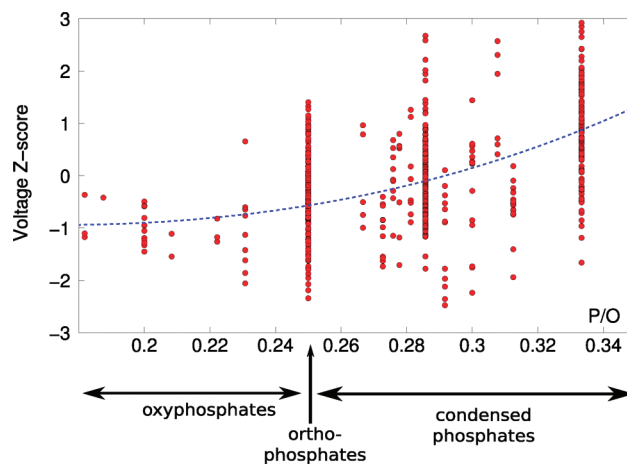 Voltage Z-score
3
2
1
0
-1
-2
-3
P/O
0.2
0.22
0.24
0.26
0.28
0.3
0.32
0.34
oxyphosphates
ortho-
phosphates
condensed
phosphates